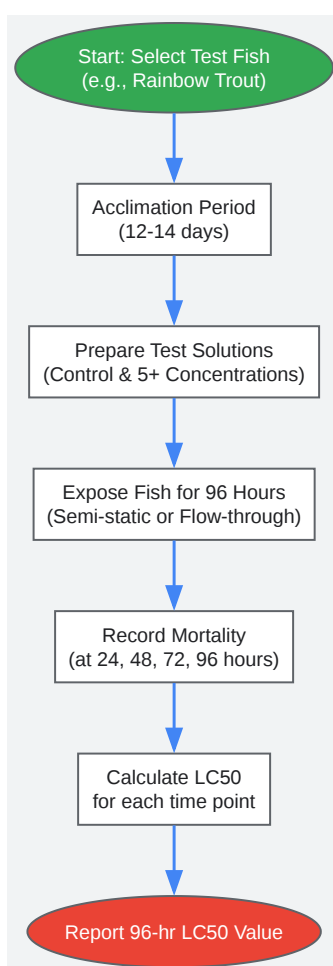 Start: Select Test Fish
(e.g., Rainbow Trout)
Acclimation Period
(12-14 days)
Prepare Test Solutions
(Control & 5+ Concentrations)
Expose Fish for 96 Hours
(Semi-static or Flow-through)
Record Mortality
(at 24, 48, 72, 96 hours)
Calculate LC50
for each time point
Report 96-hr LC50 Value